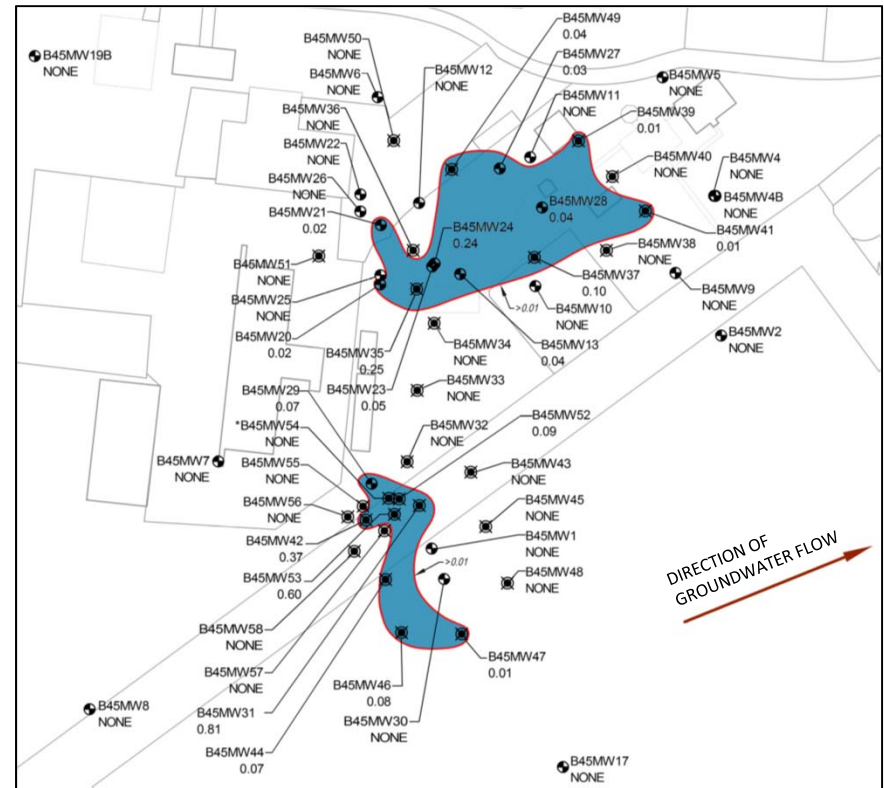 B45MW49
0.04
B45MW50
NONE
B45MW27
0.03
B45MW19B
NONE
B45MW6
NONE
B45MW12
NONE
B45MW11
NONE
B45MW5
NONE
B45MW36
NONE
B45MW39
0.01
B45MW22
NONE
B45MW40
NONE
B45MW4
NONE
B45MW26
NONE
B45MW4B
NONE
B45MW21
0.02
B45MW28
0.04
B45MW24
0.24
B45MW41
0.01
B45MW38
NONE
B45MW51
NONE
B45MW37
0.10
B45MW9
NONE
B45MW25
NONE
>0.01
B45MW10
NONE
B45MW20
0.02
B45MW2
NONE
B45MW35
0.25
B45MW34
NONE
B45MW13
0.04
B45MW33
NONE
B45MW29
0.07
B45MW23
0.05
*B45MW54
NONE
B45MW52
0.09
B45MW32
NONE
B45MW7
NONE
B45MW55
NONE
B45MW43
NONE
B45MW56
NONE
B45MW45
NONE
B45MW42
0.37
B45MW1
NONE
DIRECTION OF
GROUNDWATER FLOW
>0.01
B45MW53
0.60
B45MW48
NONE
B45MW58
NONE
B45MW57
NONE
B45MW47
0.01
B45MW46
0.08
B45MW8
NONE
B45MW31
0.81
B45MW30
NONE
B45MW44
0.07
B45MW17
NONE